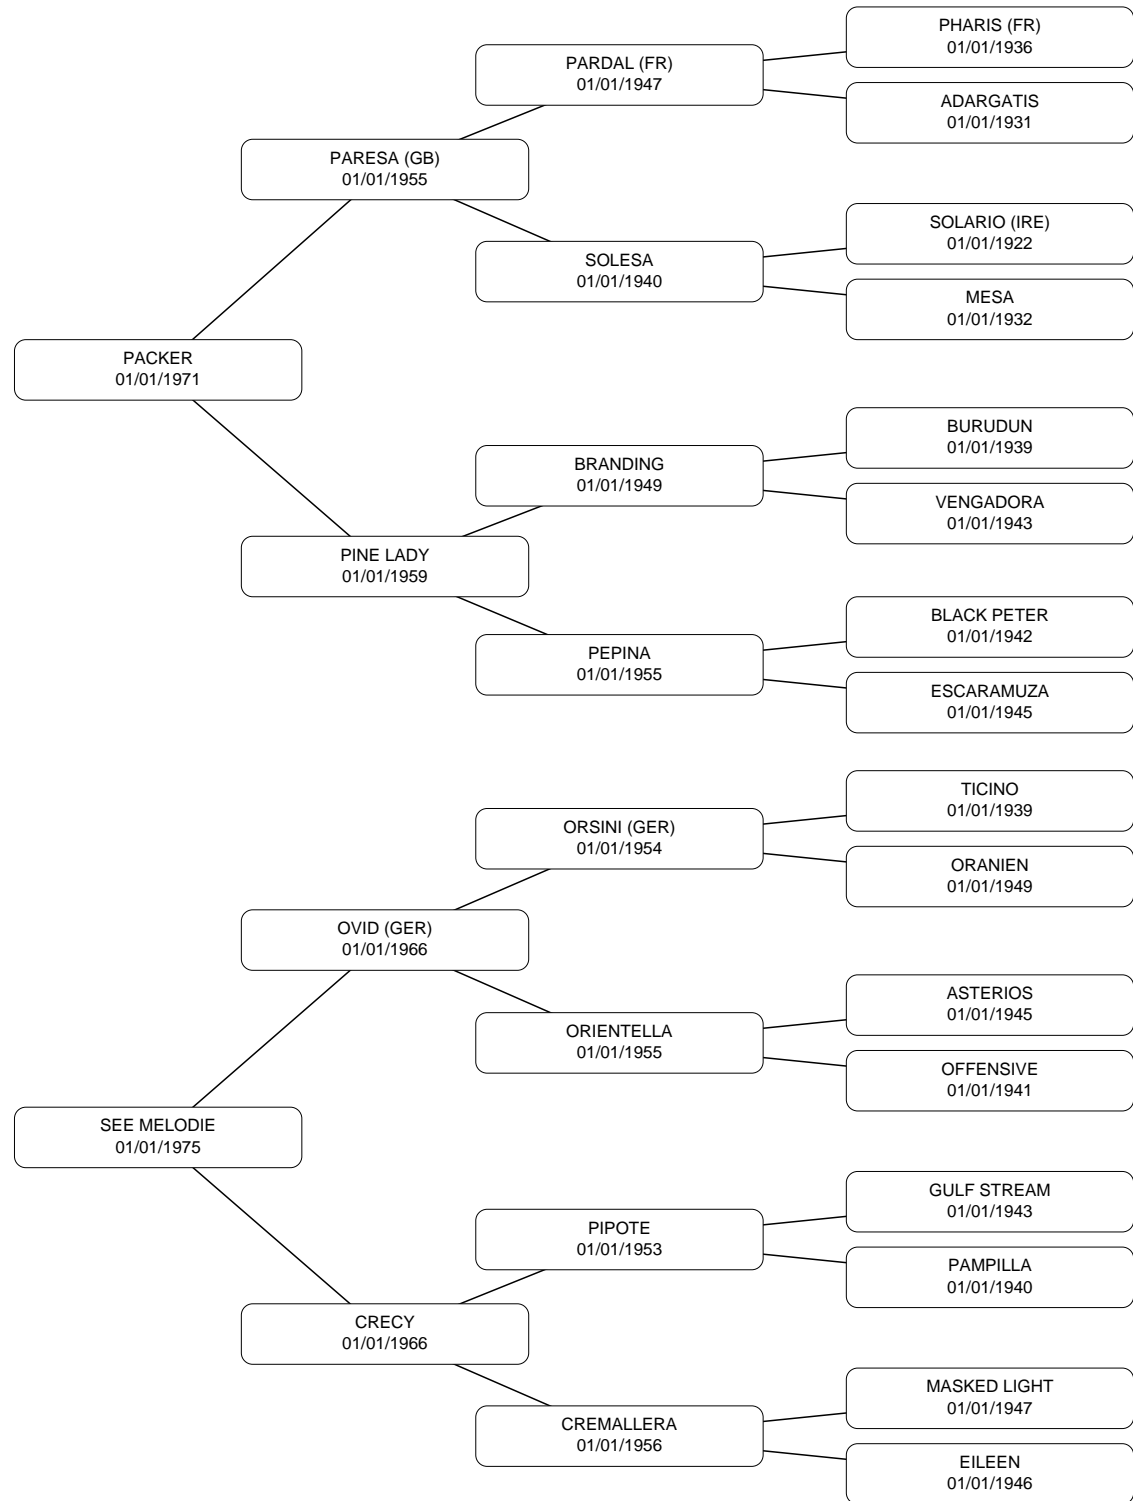 PHARIS (FR)
01/01/1936
PARDAL (FR)
01/01/1947
ADARGATIS
01/01/1931
PARESA (GB)
01/01/1955
SOLARIO (IRE)
01/01/1922
SOLESA
01/01/1940
MESA
01/01/1932
PACKER
01/01/1971
BURUDUN
01/01/1939
BRANDING
01/01/1949
VENGADORA
01/01/1943
PINE LADY
01/01/1959
BLACK PETER
01/01/1942
PEPINA
01/01/1955
ESCARAMUZA
01/01/1945
TICINO
01/01/1939
ORSINI (GER)
01/01/1954
ORANIEN
01/01/1949
OVID (GER)
01/01/1966
ASTERIOS
01/01/1945
ORIENTELLA
01/01/1955
OFFENSIVE
01/01/1941
SEE MELODIE
01/01/1975
GULF STREAM
01/01/1943
PIPOTE
01/01/1953
PAMPILLA
01/01/1940
CRECY
01/01/1966
MASKED LIGHT
01/01/1947
CREMALLERA
01/01/1956
EILEEN
01/01/1946